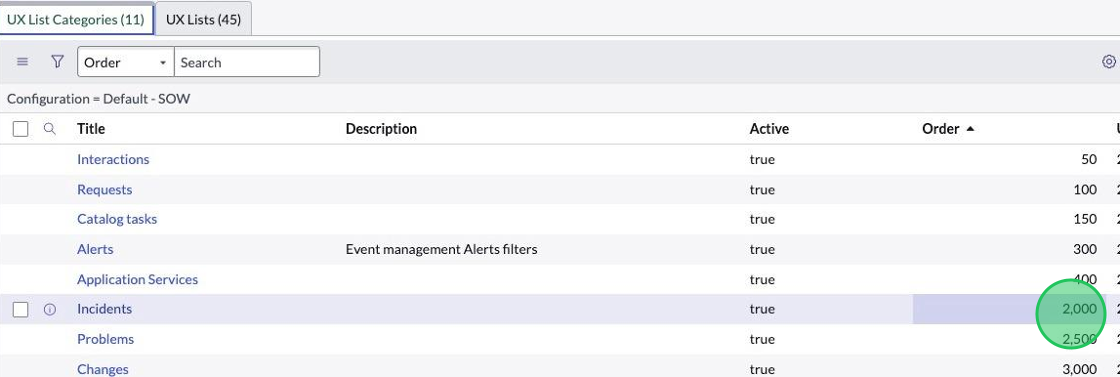 UX List Categories (11) UX Lists (45)
Order Search
Configuration = Default - SOW
Title Description Active Order
Interactions true 50
Requests true 100
Catalog tasks true 150
Alerts Event management Alerts filters true 300
Application Services true 400
Incidents true 2,000
Problems true 2,500
Changes true 3,000